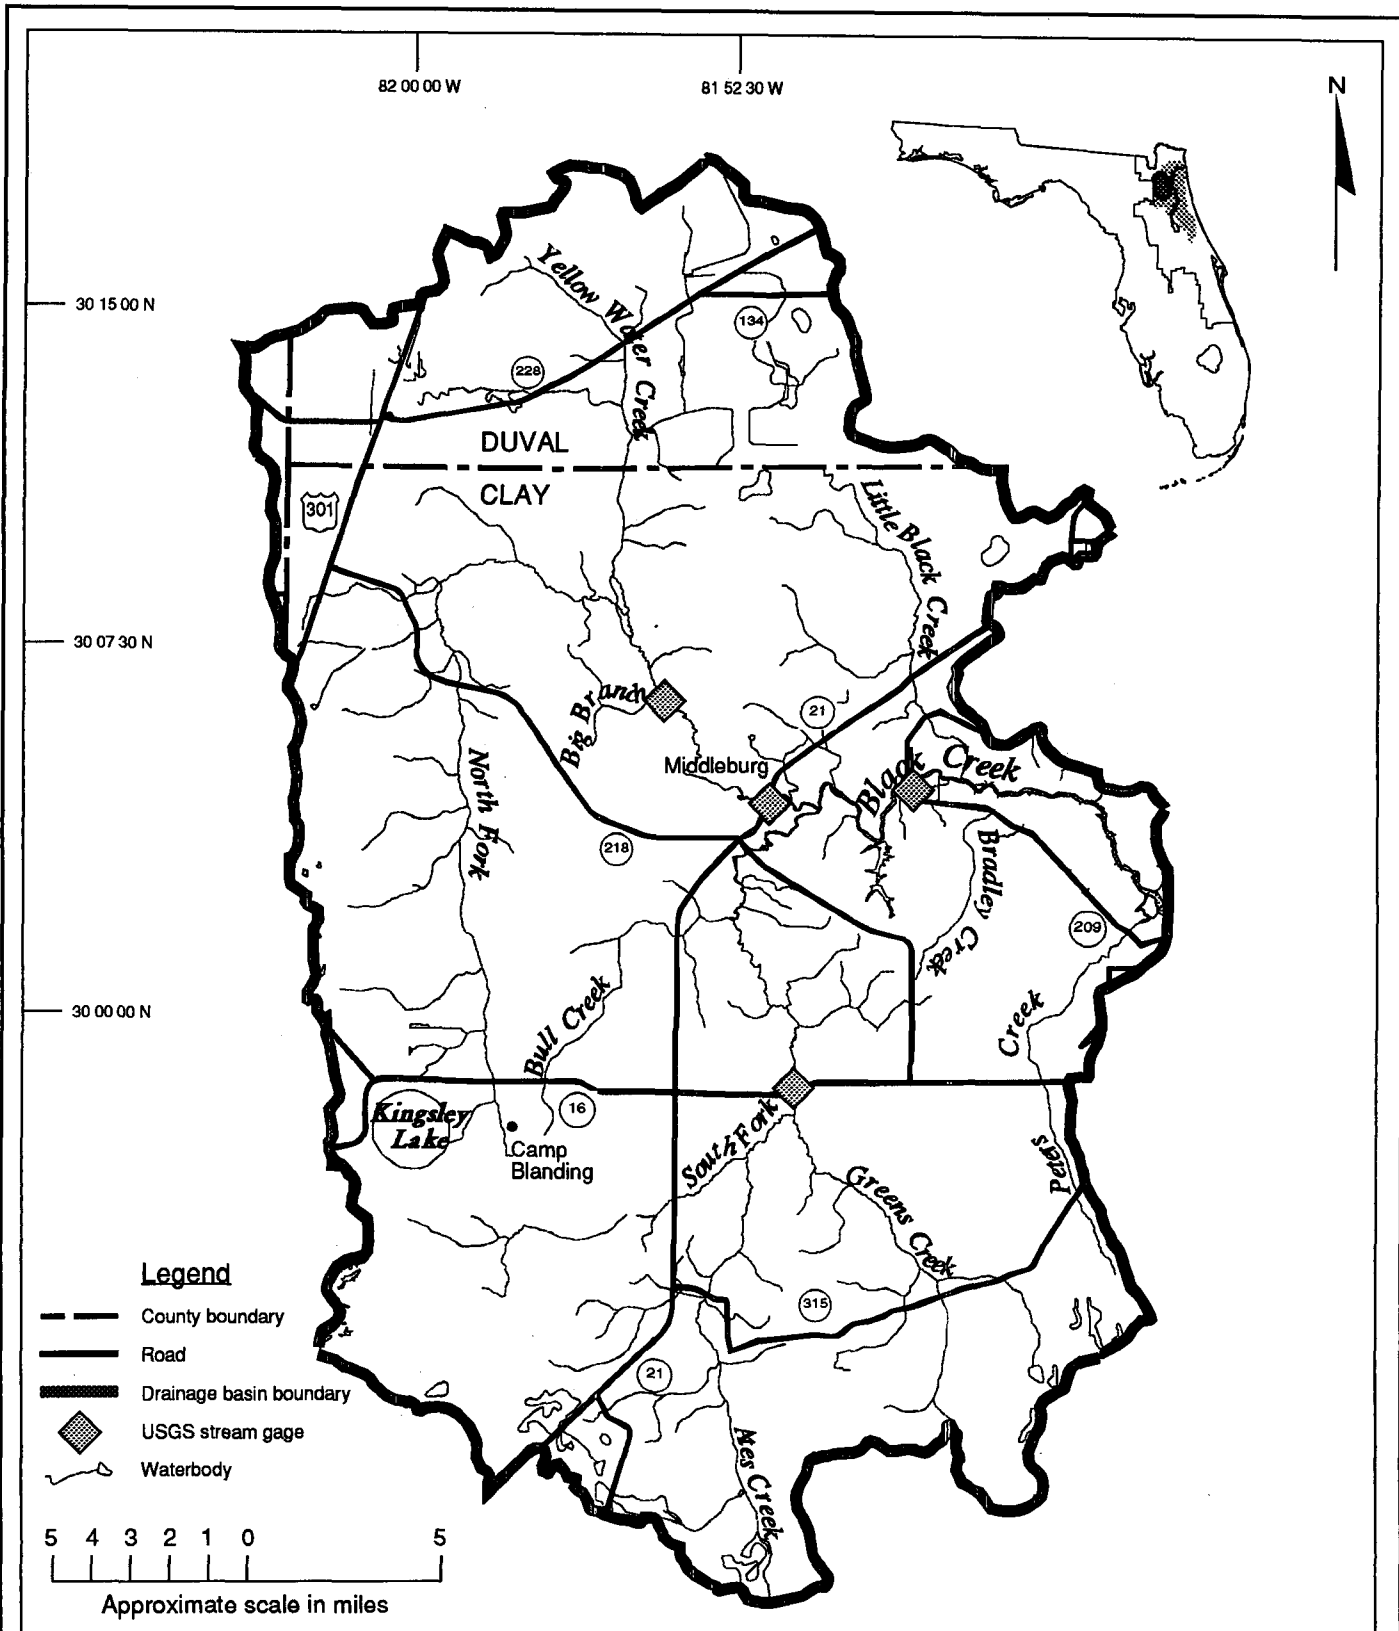 82 00 00 W
81 52 30 W
N
30 15 00 N
Yellow Water Creek
134
228
DUVAL
CLAY
301
Little Black Creek
30 07 30 N
Big Branch
21
Middleburg
Black Creek
North Fork
218
Bradley Creek
209
30 00 00 N
Bull Creek
Creek
16
Kingsley
Lake
Camp
Blanding
South Fork
Peters
Greens Creek
Legend
County boundary
Road
Drainage basin boundary
USGS stream gage
Waterbody
315
21
Creek
5 4 3 2 1 0 5
Approximate scale in miles